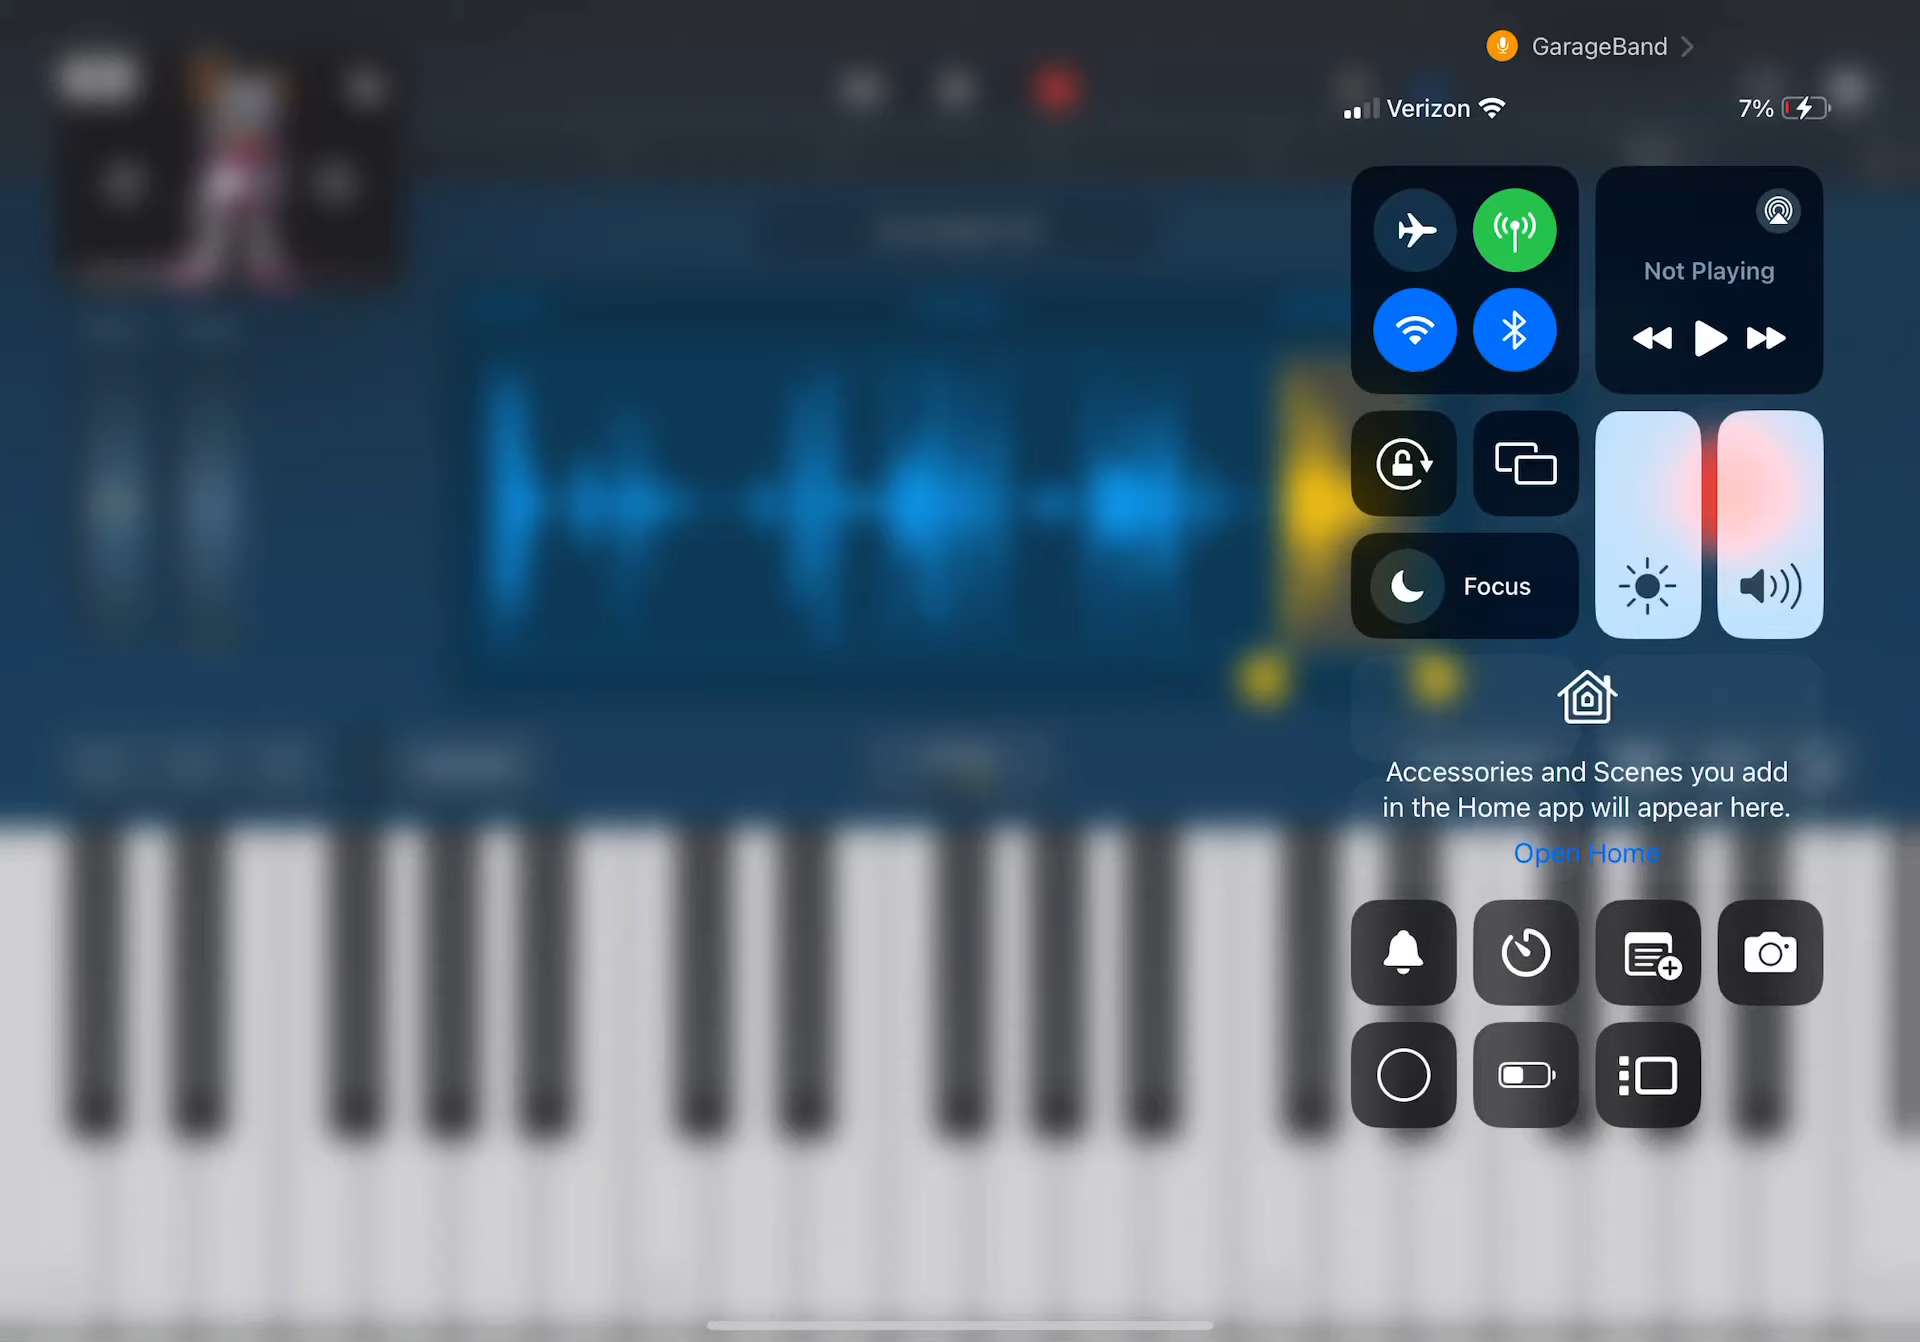 GarageBand
Verizon
7%
Not Playing
Focus
Accessories and Scenes you add
in the Home app will appear here.
Open Home